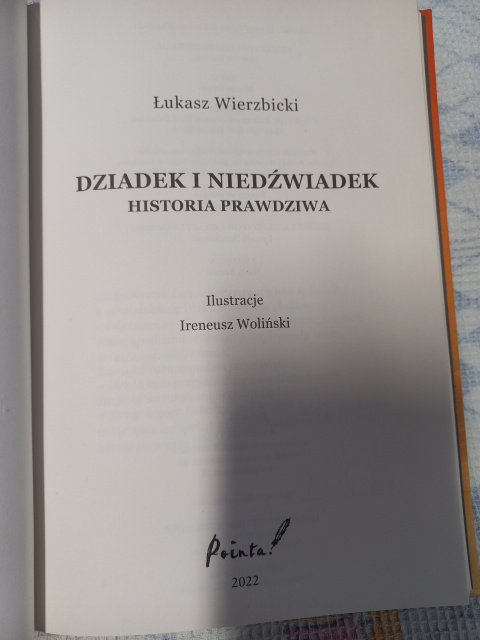 Łukasz Wierzbicki
DZIADEK I NIEDŹWIADEK
HISTORIA PRAWDZIWA
Ilustracje
Ireneusz Woliński
Pointa!
2022